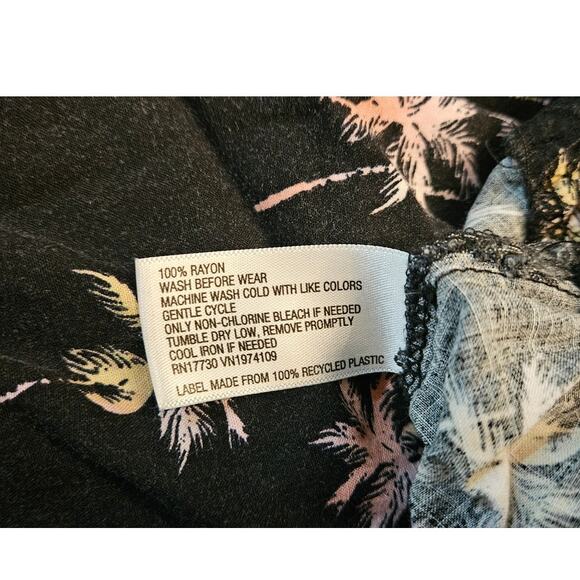 100% RAYON
WASH BEFORE WEAR
MACHINE WASH COLD WITH LIKE COLORS
GENTLE CYCLE
ONLY NON-CHLORINE BLEACH IF NEEDED
TUMBLE DRY LOW, REMOVE PROMPTLY
COOL IRON IF NEEDED
RN17730 VN1974109
LABEL MADE FROM 100% RECYCLED PLASTIC